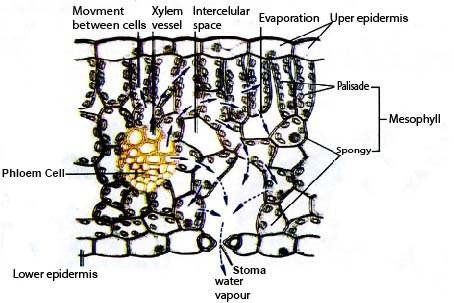 Movment
between cells
Xylem
vessel
Intercelular
space
Evaporation
Uper epidermis
Palisade
Mesophyll
Spongy
Phloem Cell
Lower epidermis
Stoma
water
vapour